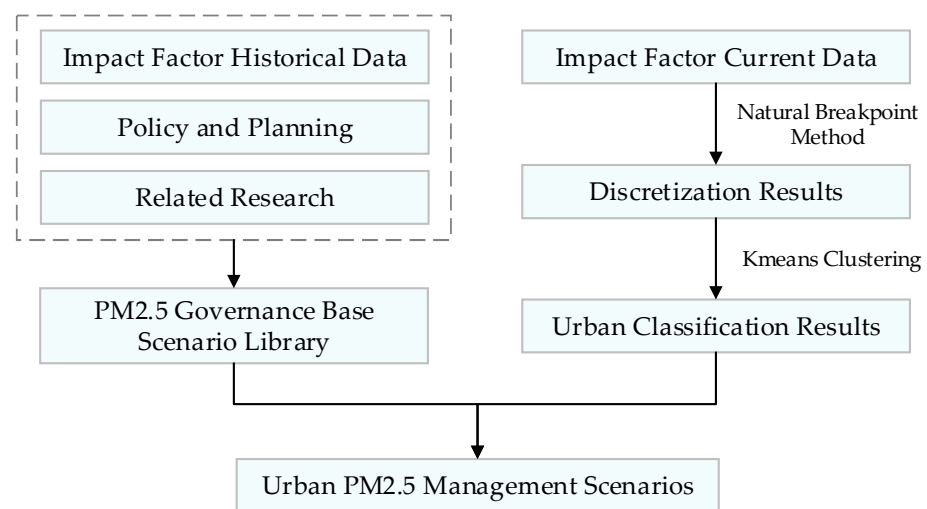 Impact Factor Historical Data
Policy and Planning
Related Research
PM2.5 Governance Base
Scenario Library
Impact Factor Current Data
Natural Breakpoint
Method
Discretization Results
Kmeans Clustering
Urban Classification Results
Urban PM2.5 Management Scenarios